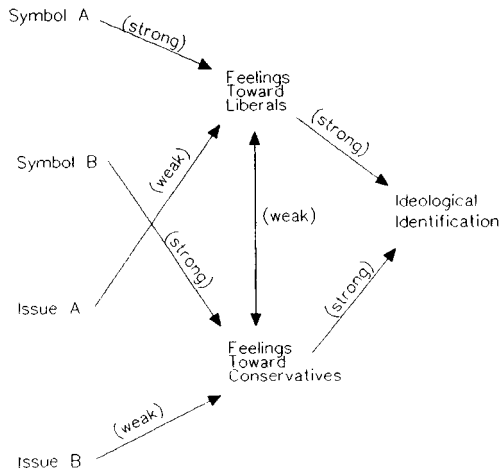 Symbol A
(strong)
Feelings
Toward
Liberals
(strong)
Symbol B
(weak)
(weak)
Ideological
Identification
(strong)
(strong)
Issue A
Feelings
Toward
Conservatives
(weak)
Issue B